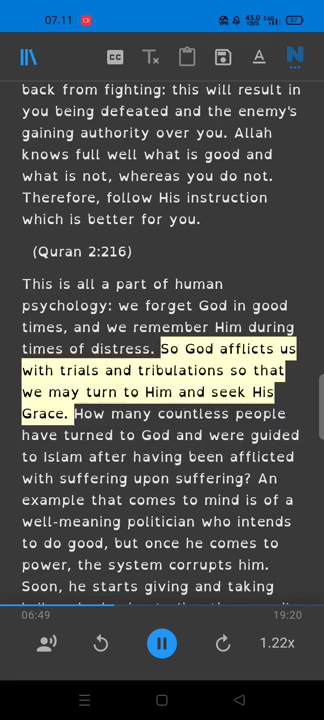 07.11
43.0
KB/S
4G
87
CC
T×
A
N
back from fighting: this will result in
you being defeated and the enemy's
gaining authority over you. Allah
knows full well what is good and
what is not, whereas you do not.
Therefore, follow His instruction
which is better for you.
(Quran 2:216)
This is all a part of human
psychology: we forget God in good
times, and we remember Him during
times of distress. So God afflicts us
with trials and tribulations so that
we may turn to Him and seek His
Grace. How many countless people
have turned to God and were guided
to Islam after having been afflicted
with suffering upon suffering? An
example that comes to mind is of a
well-meaning politician who intends
to do good, but once he comes to
power, the system corrupts him.
Soon, he starts giving and taking
06:49
19:20
1.22x